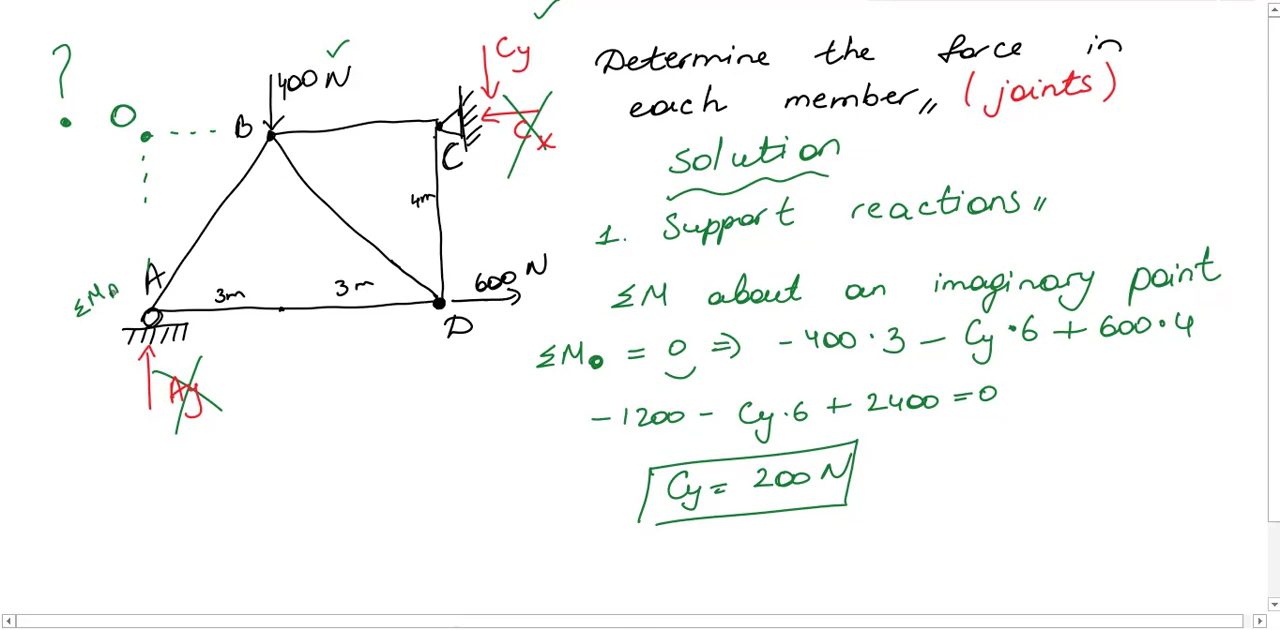 Determine the force in
each member,, (joints)
Solution
1. Support reactions,,
ΣM about an imaginary point
ΣMo = 0 => -400·3 - Cy·6 + 600·4
-1200 - Cy·6 + 2400 = 0
Cy = 200 N
?
O
400 N
B
Cy
Cx
C
4m
A
ΣMA
3m
3m
600 N
D
Ay